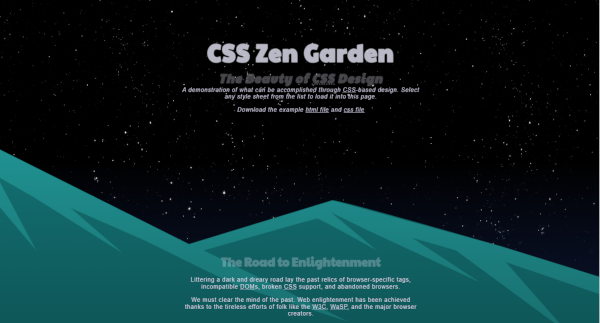 CSS Zen Garden
The Beauty of CSS Design
A demonstration of what can be accomplished through CSS-based design. Select
any style sheet from the list to load it into this page.
Download the example html file and css file
The Road to Enlightenment
Littering a dark and dreary road lay the past relics of browser-specific tags,
incompatible DOMs, broken CSS support, and abandoned browsers.
We must clear the mind of the past. Web enlightenment has been achieved
thanks to the tireless efforts of folk like the W3C, WaSP, and the major browser
creators.